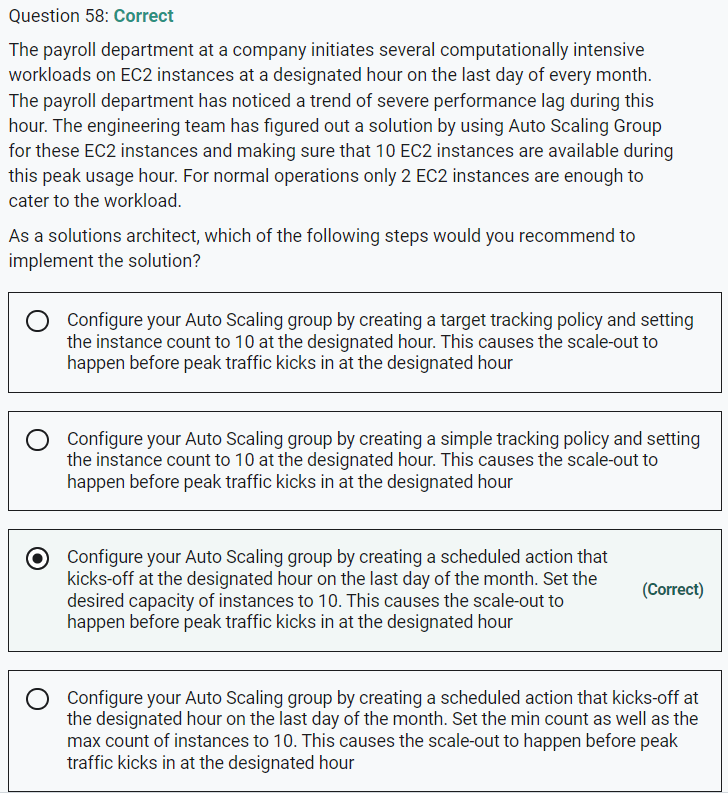 Question 58: Correct
The payroll department at a company initiates several computationally intensive
workloads on EC2 instances at a designated hour on the last day of every month.
The payroll department has noticed a trend of severe performance lag during this
hour. The engineering team has figured out a solution by using Auto Scaling Group
for these EC2 instances and making sure that 10 EC2 instances are available during
this peak usage hour. For normal operations only 2 EC2 instances are enough to
cater to the workload.
As a solutions architect, which of the following steps would you recommend to
implement the solution?
Configure your Auto Scaling group by creating a target tracking policy and setting
the instance count to 10 at the designated hour. This causes the scale-out to
happen before peak traffic kicks in at the designated hour
Configure your Auto Scaling group by creating a simple tracking policy and setting
the instance count to 10 at the designated hour. This causes the scale-out to
happen before peak traffic kicks in at the designated hour
Configure your Auto Scaling group by creating a scheduled action that
kicks-off at the designated hour on the last day of the month. Set the
desired capacity of instances to 10. This causes the scale-out to
happen before peak traffic kicks in at the designated hour
(Correct)
Configure your Auto Scaling group by creating a scheduled action that kicks-off at
the designated hour on the last day of the month. Set the min count as well as the
max count of instances to 10. This causes the scale-out to happen before peak
traffic kicks in at the designated hour